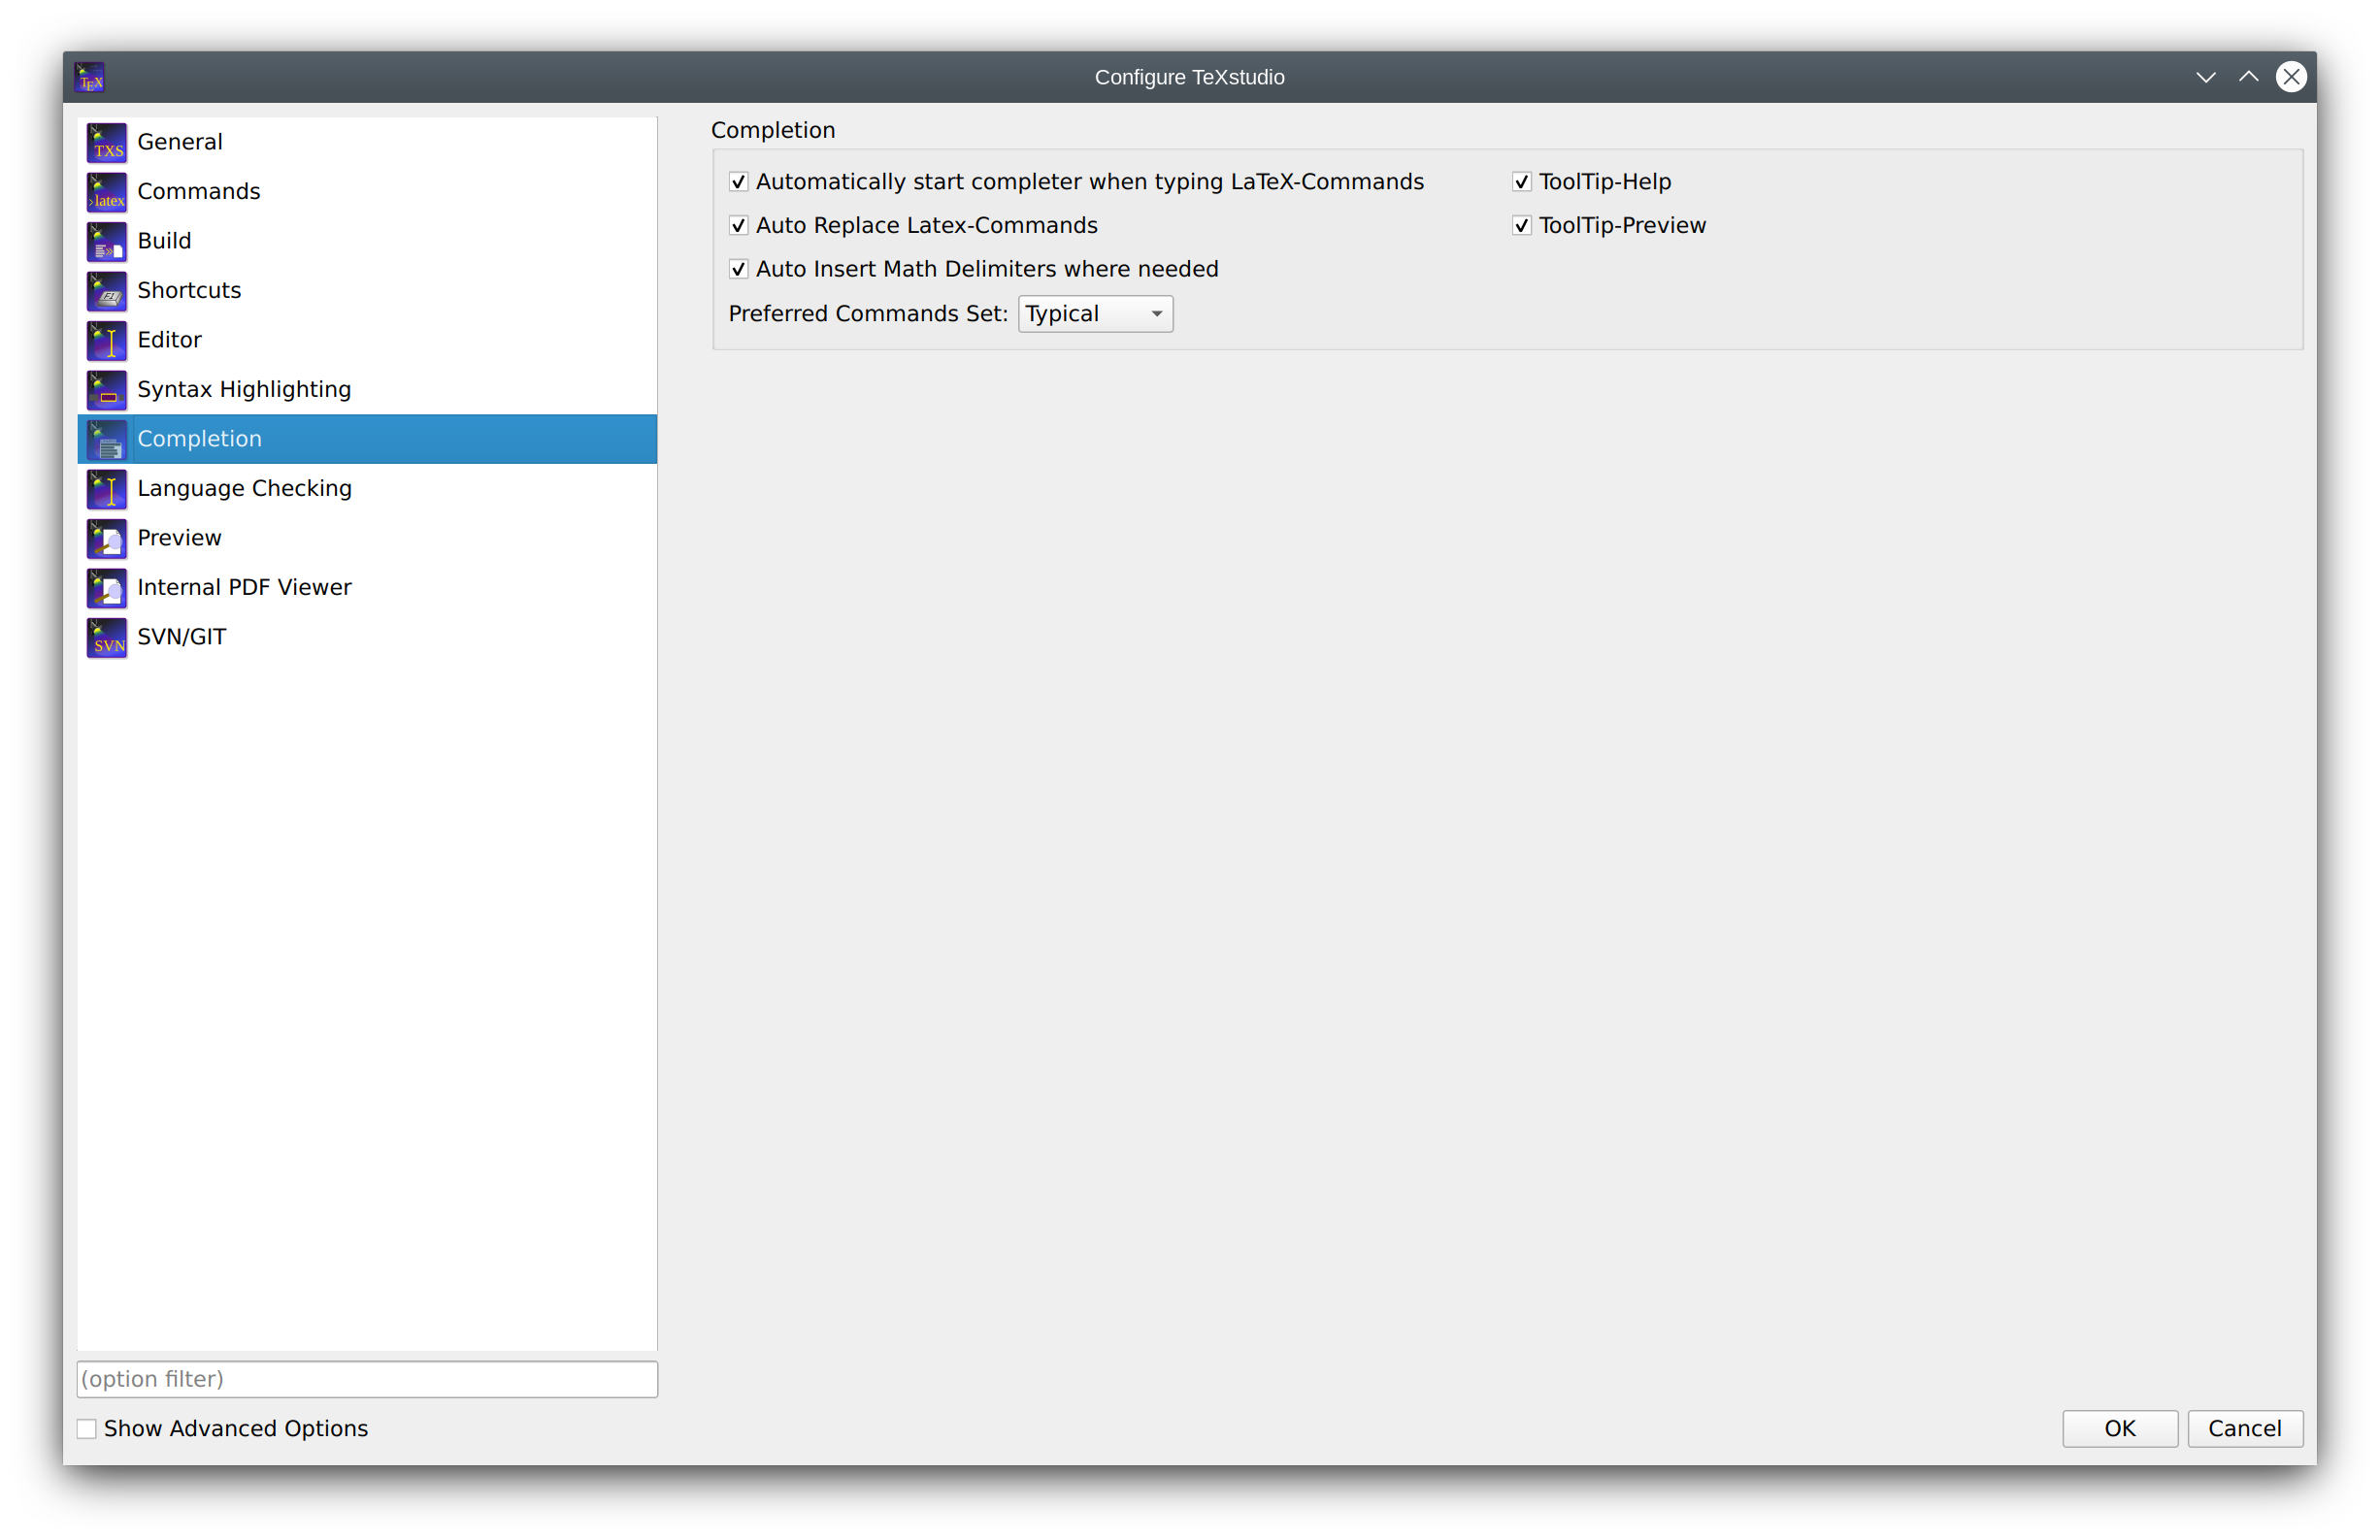 Configure TeXstudio
TXS General
>latex Commands
Build
F1 Shortcuts
Editor
Syntax Highlighting
Completion
Language Checking
Preview
Internal PDF Viewer
SVN SVN/GIT
(option filter)
Show Advanced Options
Completion
Automatically start completer when typing LaTeX-Commands
ToolTip-Help
Auto Replace Latex-Commands
ToolTip-Preview
Auto Insert Math Delimiters where needed
Preferred Commands Set: Typical
OK
Cancel